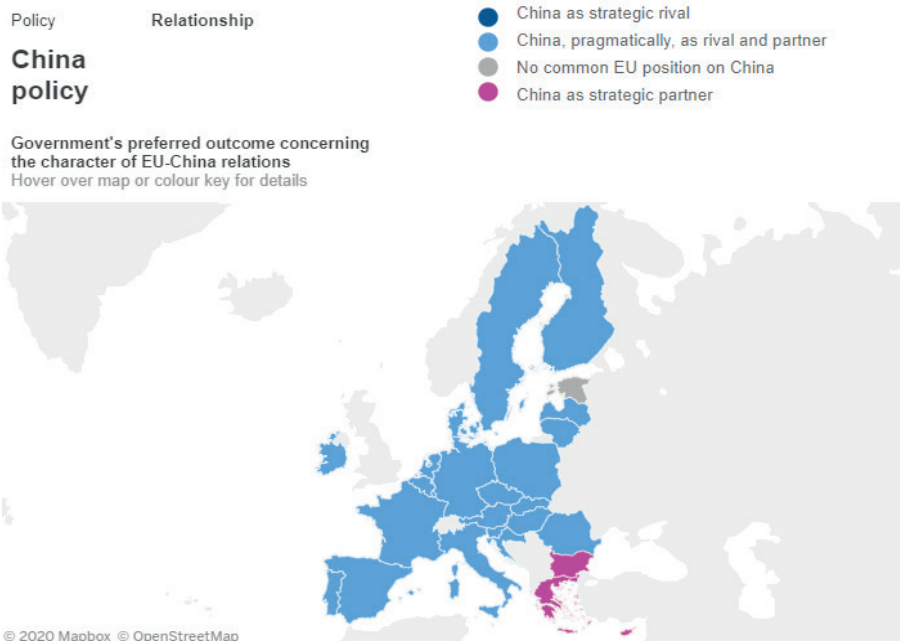 Policy
Relationship
China
policy
Government's preferred outcome concerning
the character of EU-China relations
Hover over map or colour key for details
China as strategic rival
China, pragmatically, as rival and partner
No common EU position on China
China as strategic partner
© 2020 Mapbox © OpenStreetMap